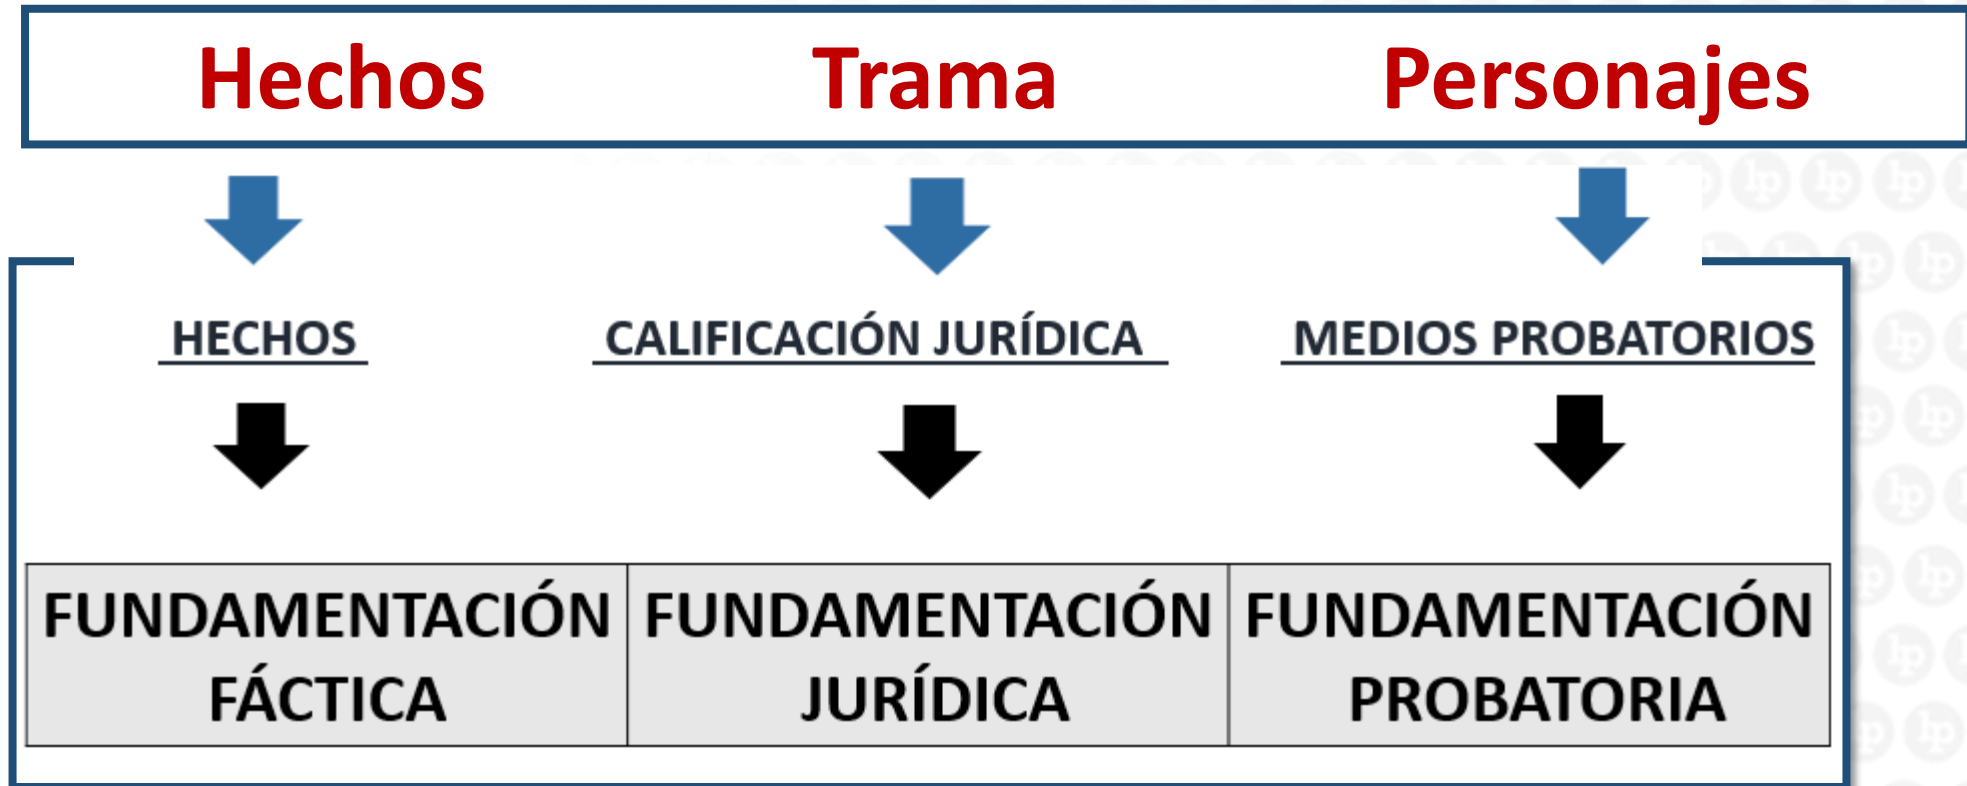 Hechos Trama Personajes
HECHOS CALIFICACIÓN JURÍDICA MEDIOS PROBATORIOS
FUNDAMENTACIÓN FÁCTICA
FUNDAMENTACIÓN JURÍDICA
FUNDAMENTACIÓN PROBATORIA